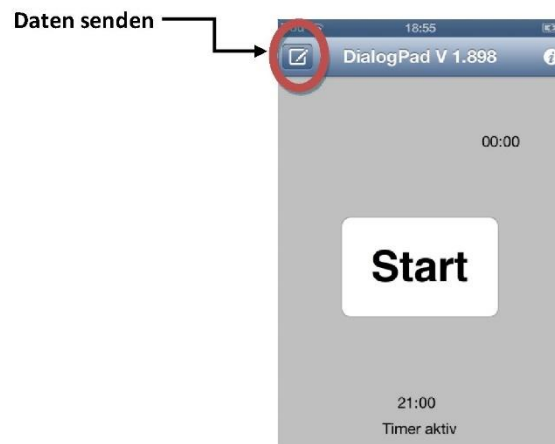 Daten senden
18:55
DialogPad V 1.898
00:00
Start
21:00
Timer aktiv